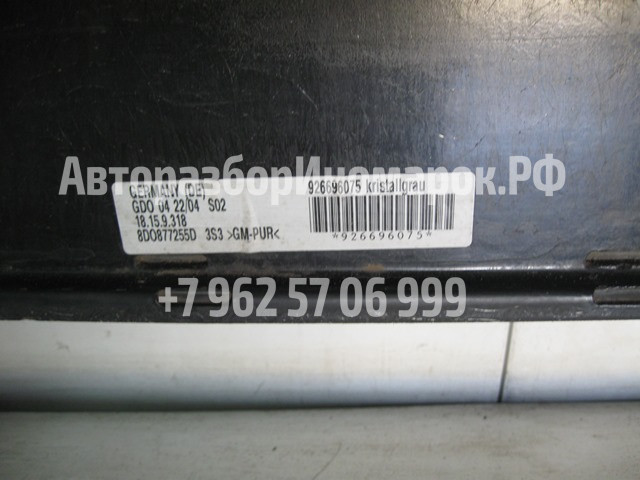 АвторазборИномарок.РФ
GERMANY (DE)
GDO 04 22/04 S02
18.15.9.318
8D0877255D 3S3 >GM-PUR<
926696075 kristallgrau
*926696075*
+7 962 57 06 999